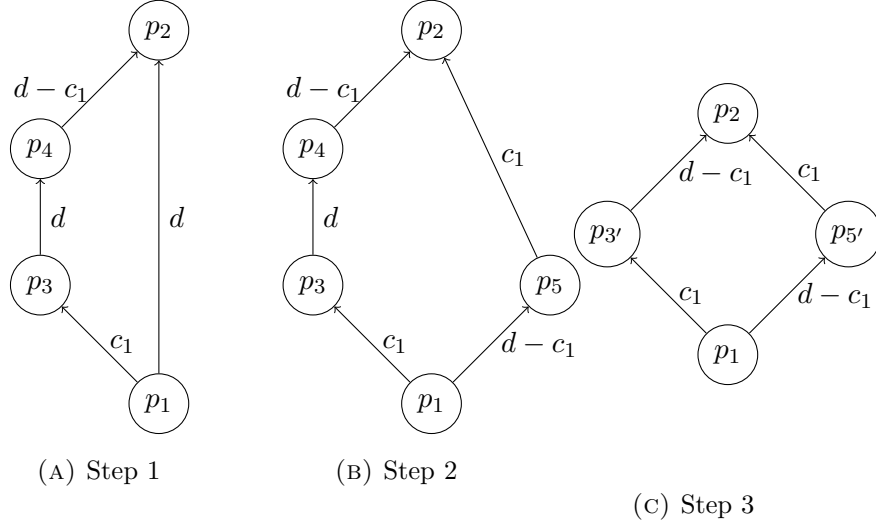 p₂
d − c₁
p₄
d
d
p₃
c₁
p₁
(A) Step 1
p₂
d − c₁
p₄
c₁
d
p₃
p₅
c₁
d − c₁
p₁
(B) Step 2
p₂
d − c₁
c₁
p₃′
p₅′
c₁
d − c₁
p₁
(C) Step 3